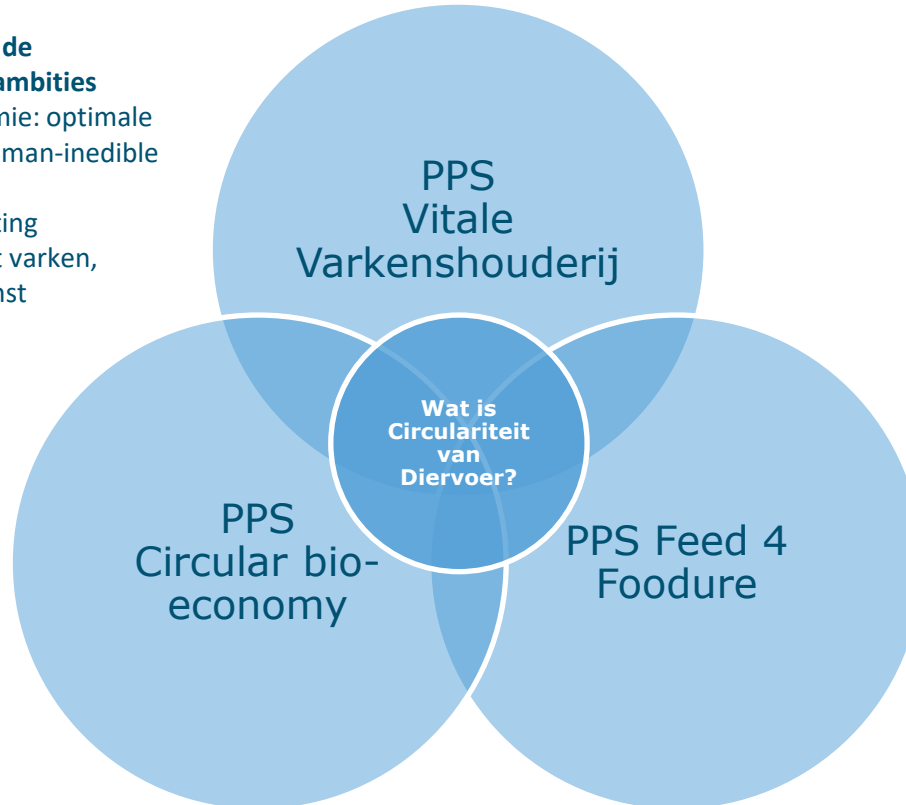 de
ambities
mie: optimale
man-inedible
ting
t varken,
nst
PPS
Vitale
Varkenshouderij
Wat is
Circulariteit
van
Diervoer?
PPS
Circular bio-
economy
PPS Feed 4
Foodure